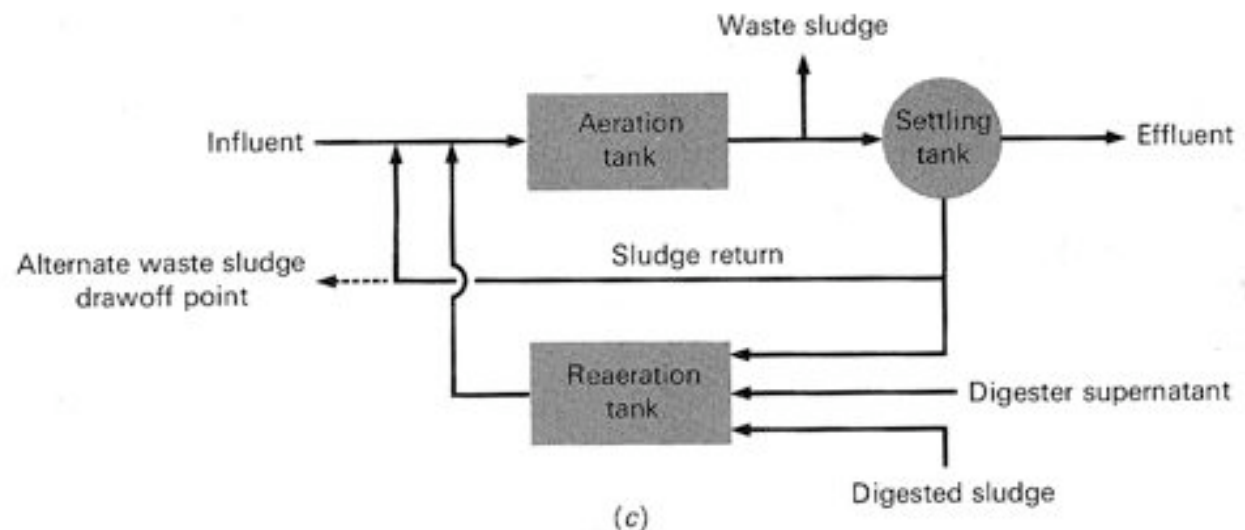 Waste sludge
Influent
Aeration
tank
Settling
tank
Effluent
Alternate waste sludge
drawoff point
Sludge return
Reaeration
tank
Digester supernatant
Digested sludge
(c)